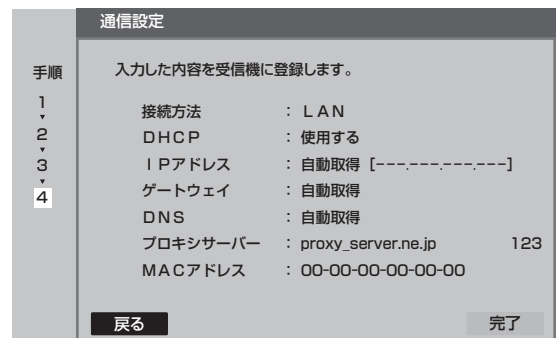 通信設定
手順
1
2
3
4
入力した内容を受信機に登録します。
接続方法 : LAN
DHCP : 使用する
IPアドレス : 自動取得 [---.---.---.---]
ゲートウェイ : 自動取得
DNS : 自動取得
プロキシサーバー : proxy_server.ne.jp 123
MACアドレス : 00-00-00-00-00-00
戻る 完了